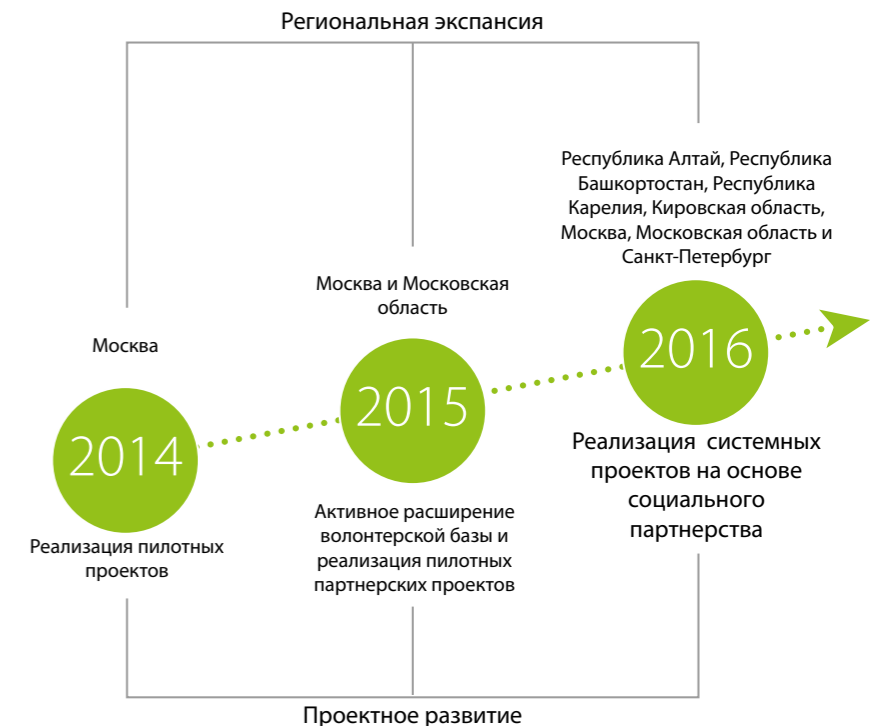 Региональная экспансия
Москва
2014
Реализация пилотных
проектов
Москва и Московская
область
2015
Активное расширение
волонтерской базы и
реализация пилотных
партнерских проектов
Республика Алтай, Республика
Башкортостан, Республика
Карелия, Кировская область,
Москва, Московская область и
Санкт-Петербург
2016
Реализация системных
проектов на основе
социального
партнерства
Проектное развитие